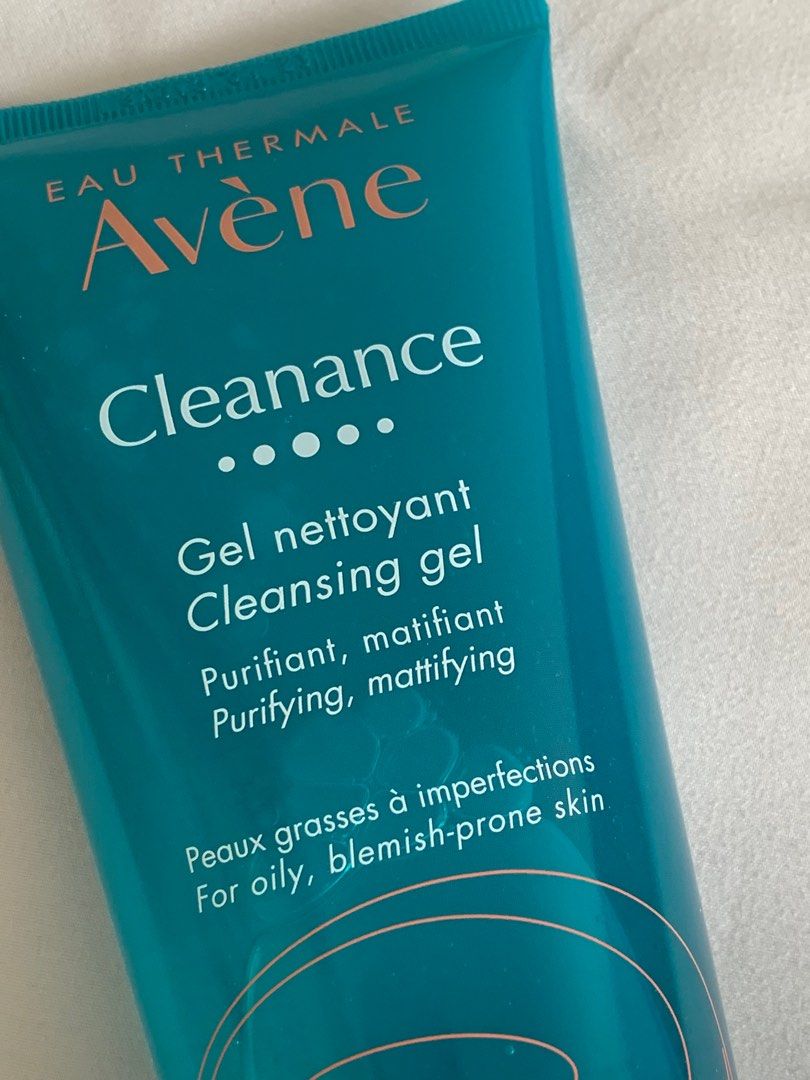 EAU THERMALE
Avène
Cleanance
Gel nettoyant
Cleansing gel
Purifiant, matifiant
Purifying, mattifying
Peaux grasses à imperfections
For oily, blemish-prone skin